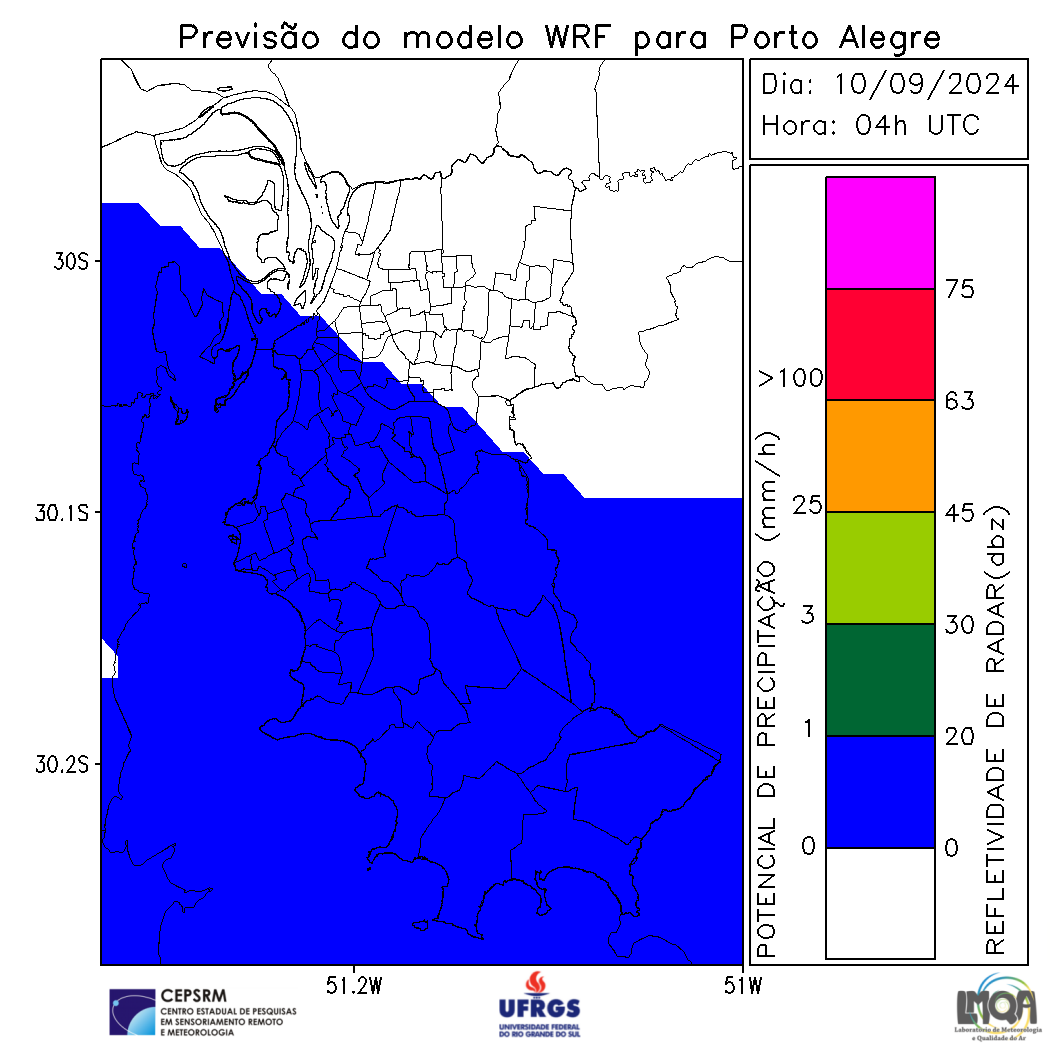 Previsão do modelo WRF para Porto Alegre
Dia: 10/09/2024
Hora: 04h UTC
30S
30.1S
30.2S
51.2W
51W
POTENCIAL DE PRECIPITAÇÃO (mm/h)
>100
25
3
1
0
75
63
45
30
20
0
REFLETIVIDADE DE RADAR(dbz)
CEPSRM
CENTRO ESTADUAL DE PESQUISAS
EM SENSORIAMENTO REMOTO
E METEOROLOGIA
UFRGS
UNIVERSIDADE FEDERAL
DO RIO GRANDE DO SUL
LMQA
Laboratório de Meteorologia
e Qualidade do Ar